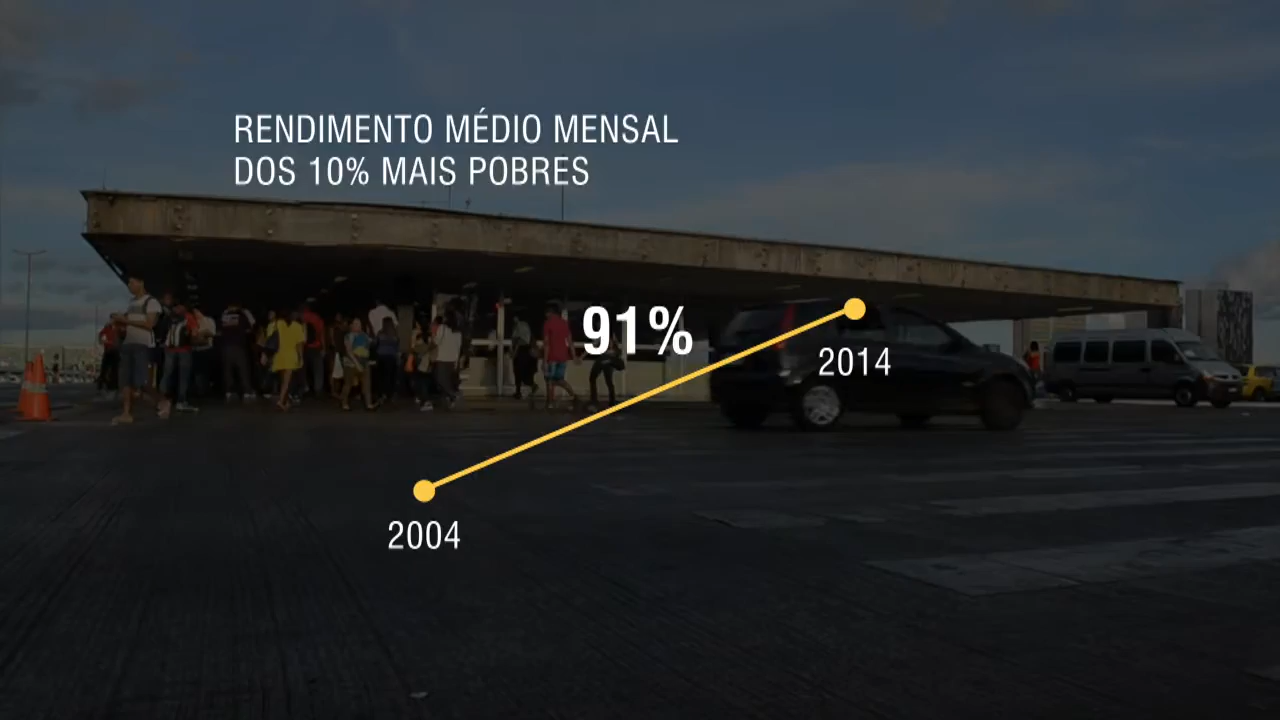 RENDIMENTO MÉDIO MENSAL
DOS 10% MAIS POBRES
91%
2014
2004